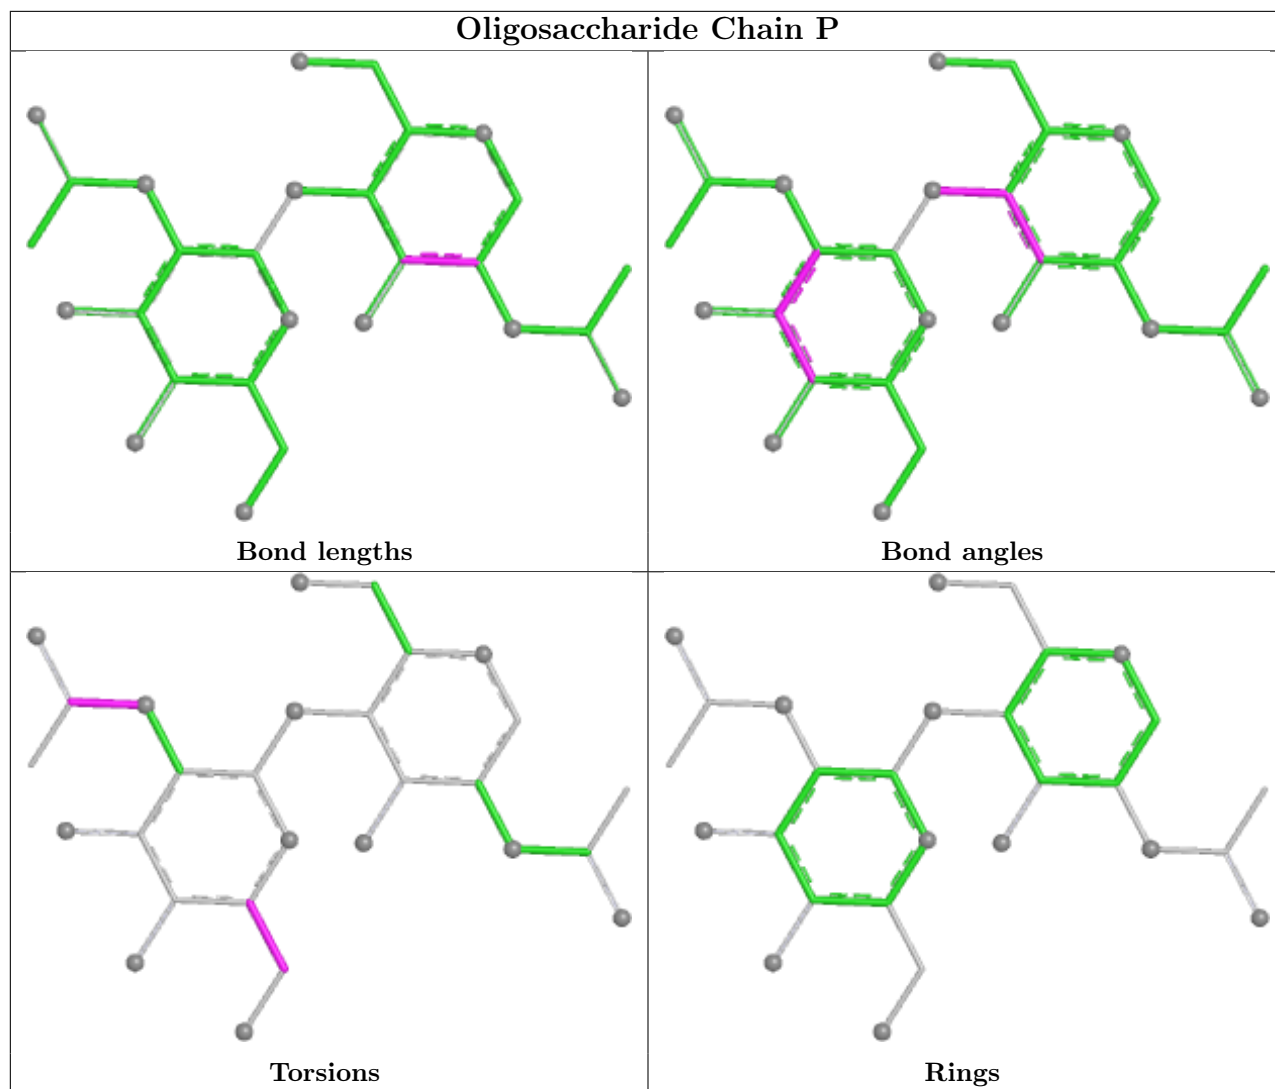 Oligosaccharide Chain P
Bond lengths
Bond angles
Torsions
Rings